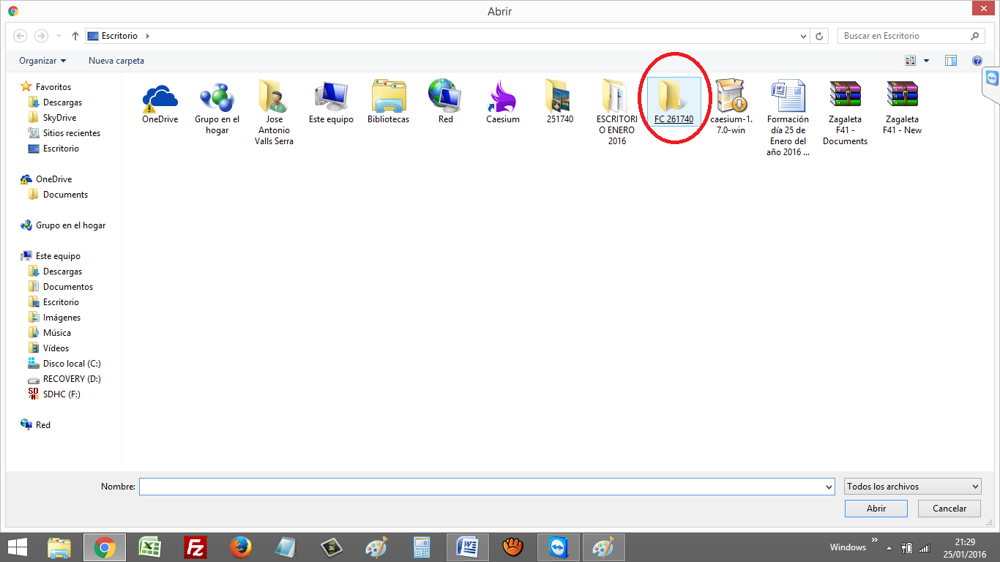 Abrir
Escritorio
Buscar en Escritorio
Organizar
Nueva carpeta
Favoritos
Descargas
SkyDrive
Sitios recientes
Escritorio
OneDrive
Documents
Grupo en el hogar
Este equipo
Descargas
Documentos
Escritorio
Imágenes
Música
Vídeos
Disco local (C:)
RECOVERY (D:)
SDHC (F:)
Red
OneDrive
Grupo en el
hogar
Jose
Antonio
Valls Serra
Este equipo
Bibliotecas
Red
Caesium
251740
ESCRITORI
O ENERO
2016
FC 261740
caesium-1.
7.0-win
Formación
día 25 de
Enero del
año 2016 ...
Zagaleta
F41 -
Documents
Zagaleta
F41 - New
Nombre:
Todos los archivos
Abrir
Cancelar
Windows
21:29
25/01/2016